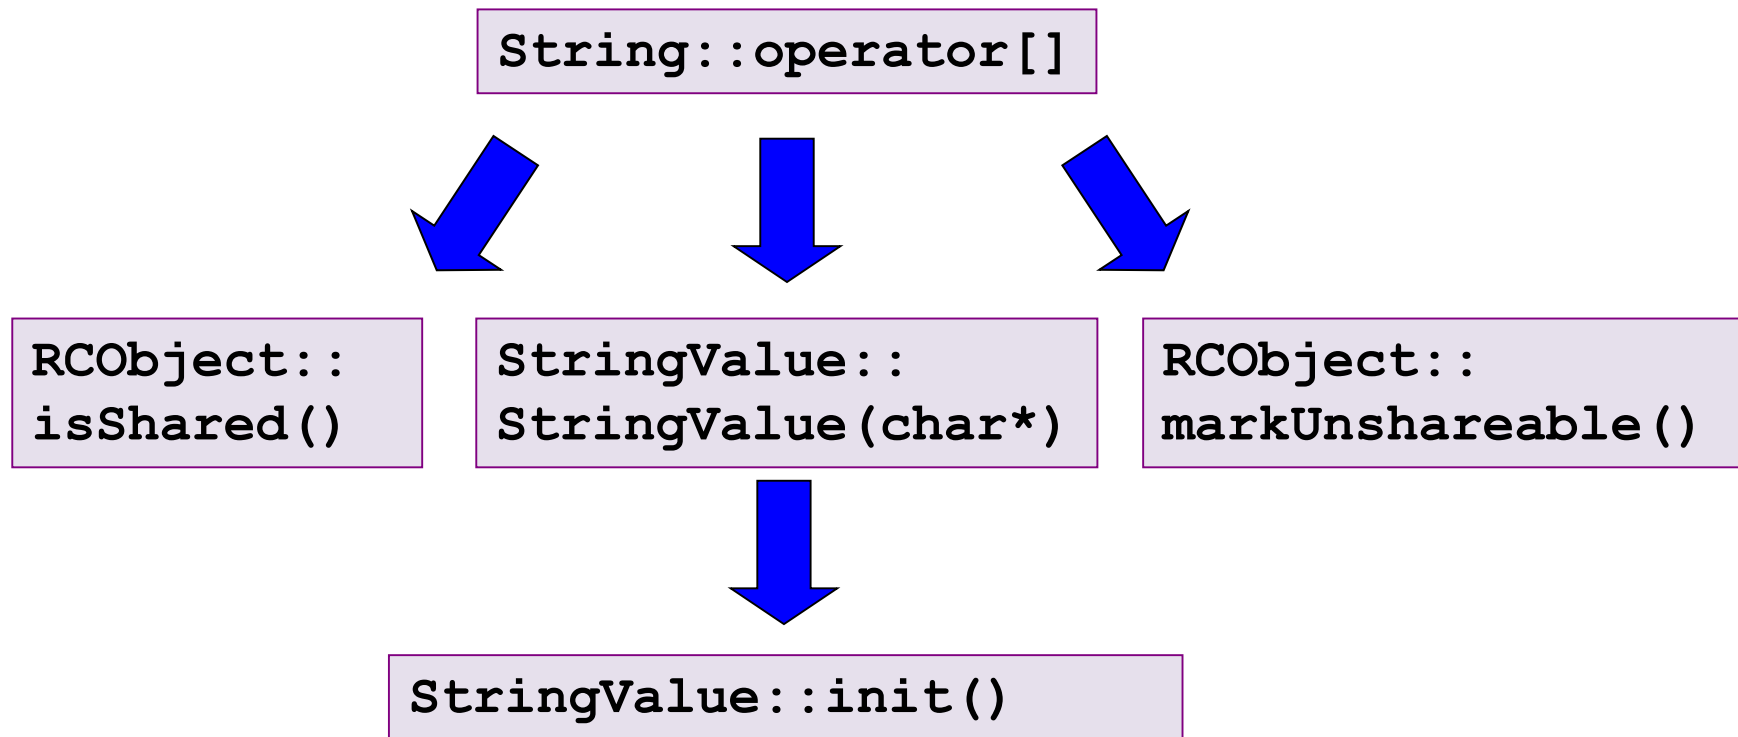 String::operator[]
RCObject::
isShared()
StringValue::
StringValue(char*)
RCObject::
markUnshareable()
StringValue::init()